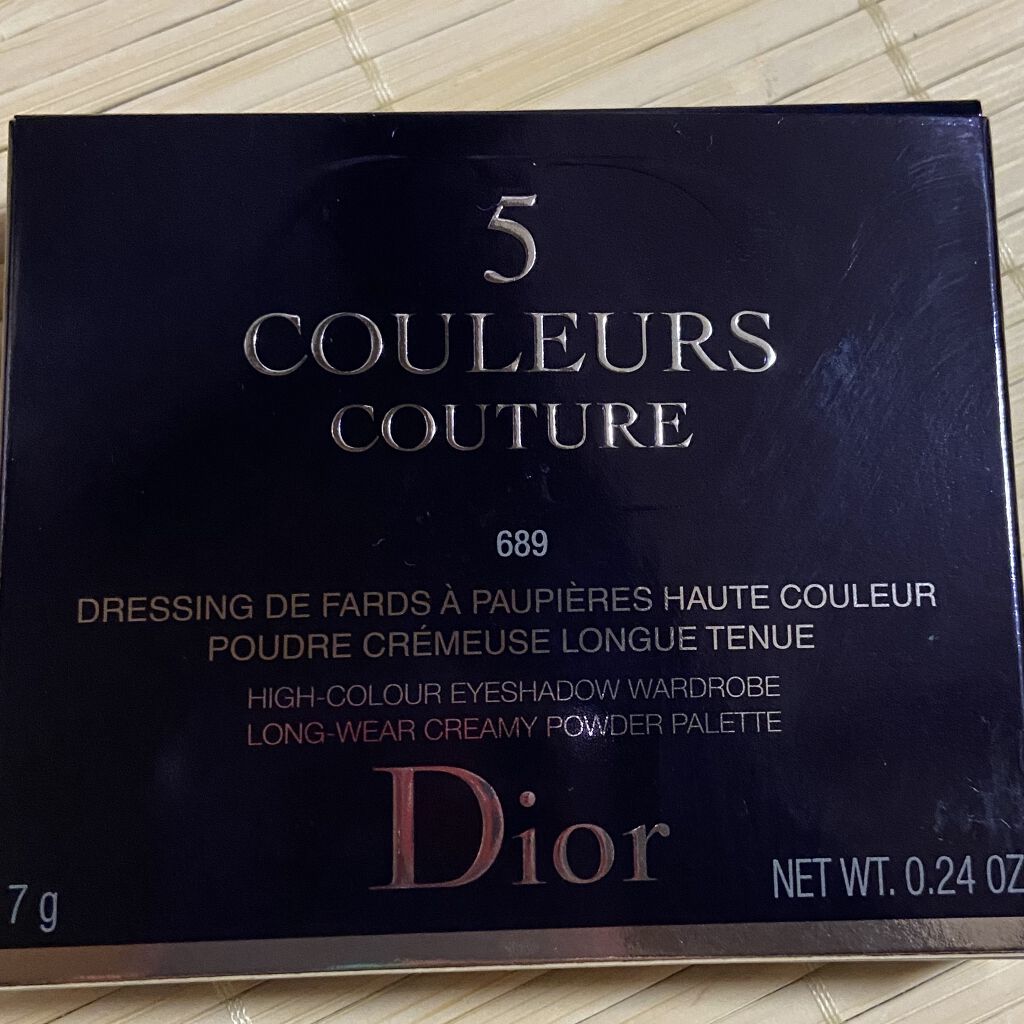 5
COULEURS
COUTURE
689
DRESSING DE FARDS À PAUPIÈRES HAUTE COULEUR
POUDRE CRÉMEUSE LONGUE TENUE
HIGH-COLOUR EYESHADOW WARDROBE
LONG-WEAR CREAMY POWDER PALETTE
Dior
7 g
NET WT. 0.24 OZ